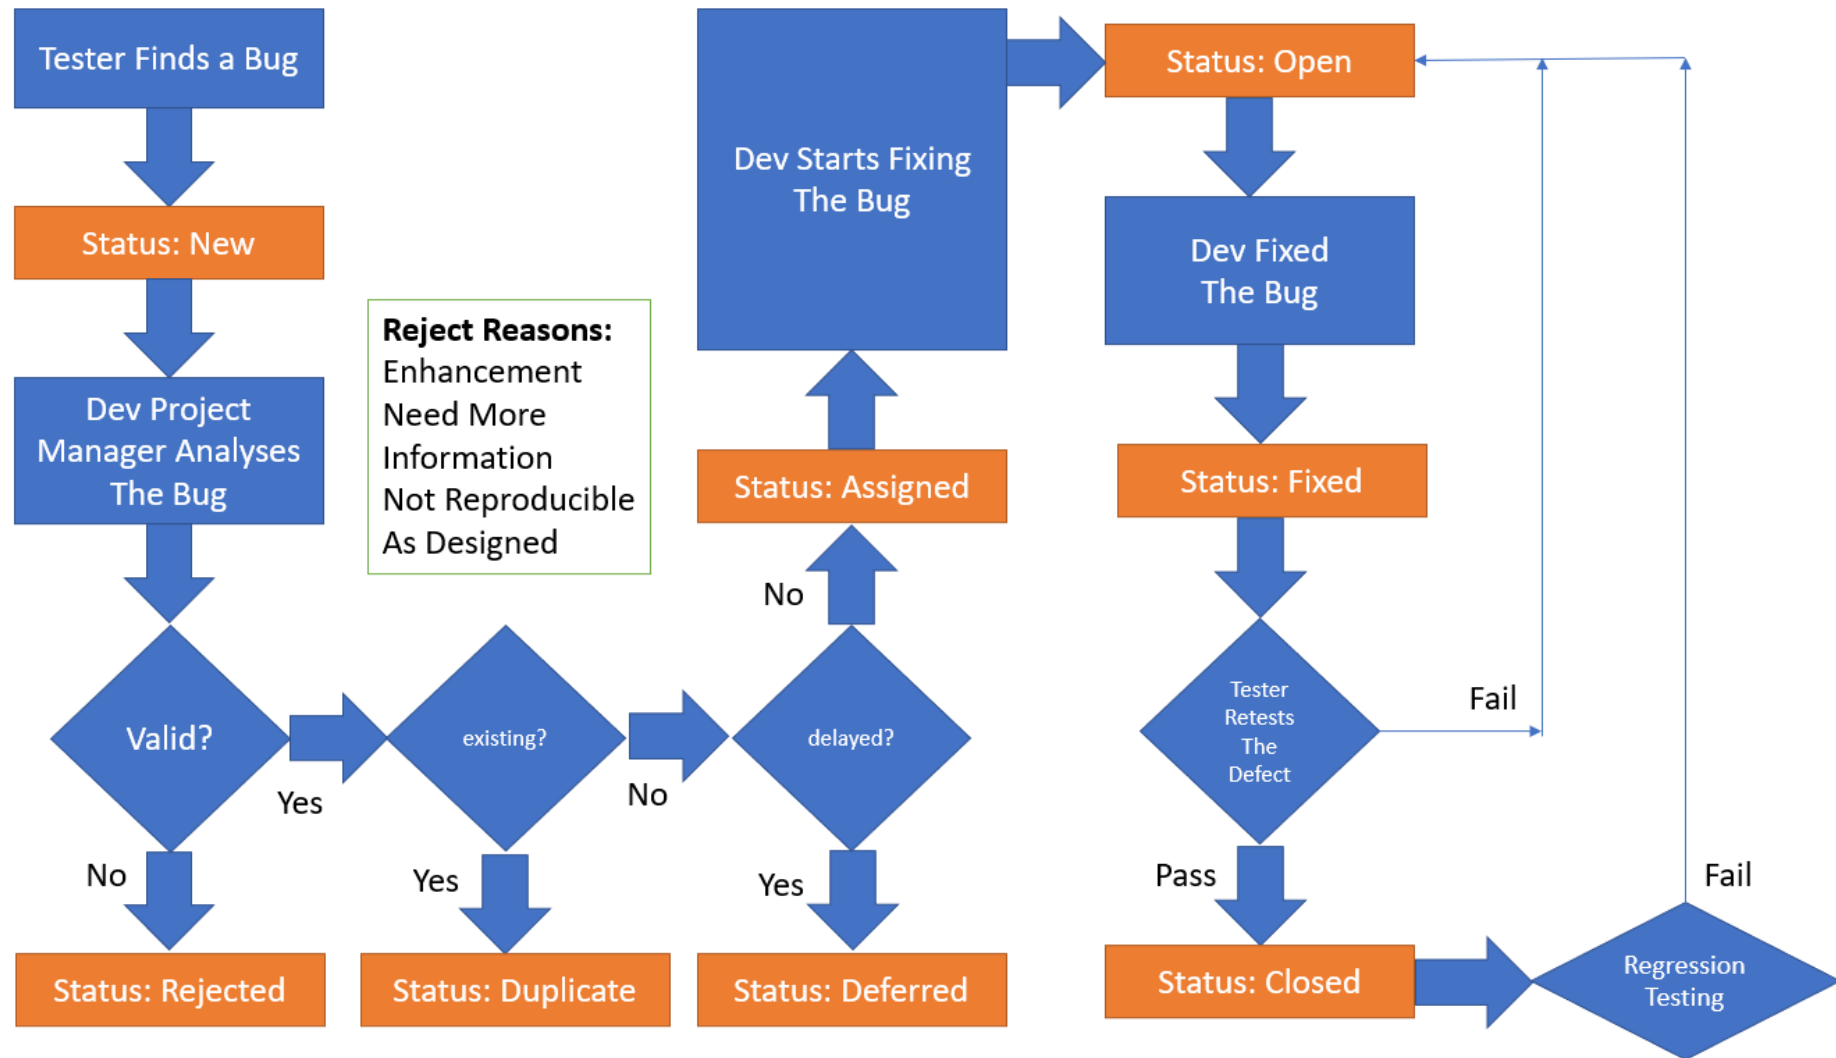 Tester Finds a Bug
Status: New
Dev Project
Manager Analyses
The Bug
Valid?
No
Yes
Status: Rejected
Reject Reasons:
Enhancement
Need More
Information
Not Reproducible
As Designed
existing?
Yes
No
Status: Duplicate
delayed?
Yes
No
Status: Deferred
Status: Assigned
Dev Starts Fixing
The Bug
Status: Open
Dev Fixed
The Bug
Status: Fixed
Tester
Retests
The
Defect
Fail
Pass
Status: Closed
Regression
Testing
Fail